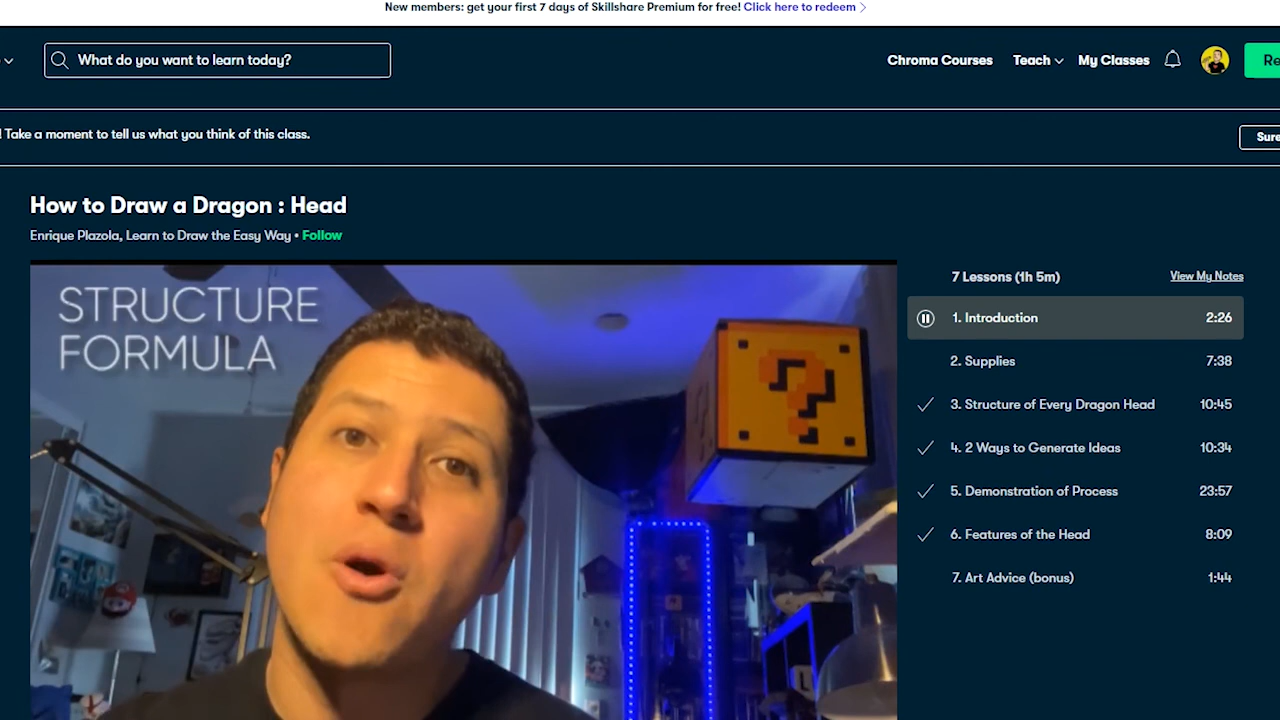 New members: get your first 7 days of Skillshare Premium for free! Click here to redeem
What do you want to learn today?
Chroma Courses
Teach
My Classes
Re
! Take a moment to tell us what you think of this class.
Sure
How to Draw a Dragon : Head
Enrique Plazola, Learn to Draw the Easy Way • Follow
STRUCTURE
FORMULA
?
L
7 Lessons (1h 5m)
View My Notes
1. Introduction 2:26
2. Supplies 7:38
3. Structure of Every Dragon Head 10:45
4. 2 Ways to Generate Ideas 10:34
5. Demonstration of Process 23:57
6. Features of the Head 8:09
7. Art Advice (bonus) 1:44